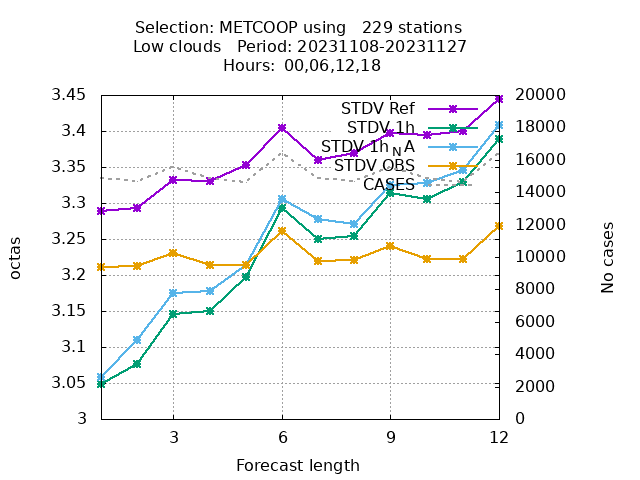 Selection: METCOOP using   229 stations
Low clouds   Period: 20231108-20231127
Hours: 00,06,12,18
3.45
3.4
3.35
3.3
3.25
3.2
3.15
3.1
3.05
3
20000
18000
16000
14000
12000
10000
8000
6000
4000
2000
0
STDV Ref
STDV 1h
STDV 1h_NA
STDV OBS
CASES
octas
No cases
3
6
9
12
Forecast length